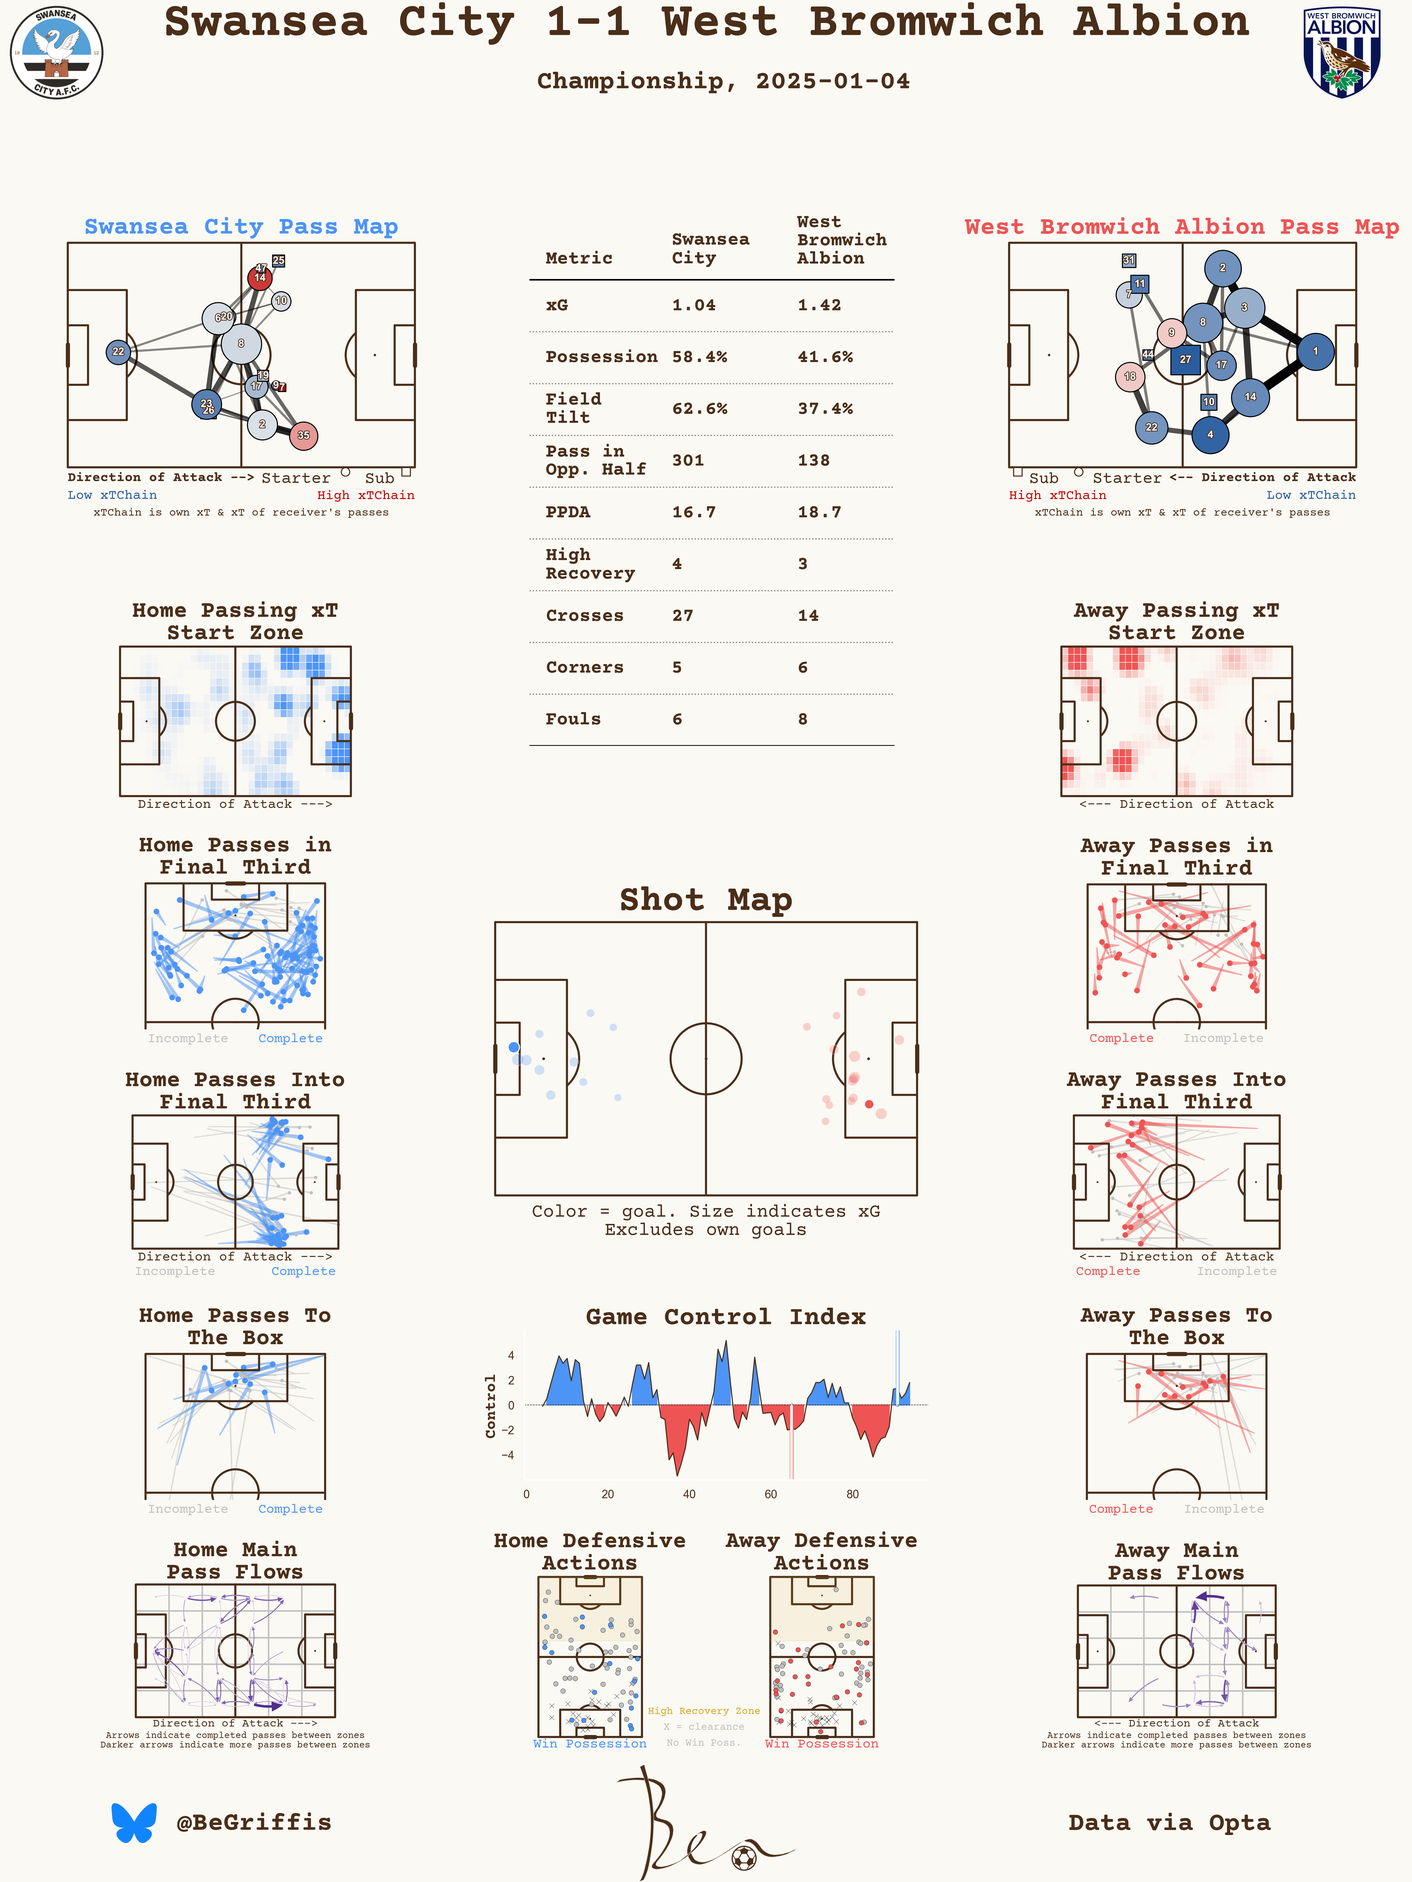 Swansea City 1-1 West Bromwich Albion
Championship, 2025-01-04
SWANSEA
CITY A.F.C.
WEST BROMWICH
ALBION
Swansea City Pass Map
47
25
14
10
6
20
8
22
19
17
9
7
23
26
2
35
Direction of Attack --> Starter Sub
Low xTChain High xTChain
xTChain is own xT & xT of receiver's passes
Metric Swansea City West Bromwich Albion
xG 1.04 1.42
Possession 58.4% 41.6%
Field Tilt 62.6% 37.4%
Pass in Opp. Half 301 138
PPDA 16.7 18.7
High Recovery 4 3
Crosses 27 14
Corners 5 6
Fouls 6 8
West Bromwich Albion Pass Map
31
2
11
7
3
8
9
1
44
27
17
18
14
10
22
4
Sub Starter <-- Direction of Attack
High xTChain Low xTChain
xTChain is own xT & xT of receiver's passes
Home Passing xT
Start Zone
Direction of Attack --->
Away Passing xT
Start Zone
<--- Direction of Attack
Home Passes in
Final Third
Incomplete Complete
Away Passes in
Final Third
Complete Incomplete
Shot Map
Color = goal. Size indicates xG
Excludes own goals
Home Passes Into
Final Third
Direction of Attack --->
Incomplete Complete
Away Passes Into
Final Third
<--- Direction of Attack
Complete Incomplete
Home Passes To
The Box
Incomplete Complete
Game Control Index
Control
4
2
0
−2
−4
0 20 40 60 80
Away Passes To
The Box
Complete Incomplete
Home Main
Pass Flows
Direction of Attack --->
Arrows indicate completed passes between zones
Darker arrows indicate more passes between zones
Home Defensive
Actions
Win Possession
High Recovery Zone
X = clearance
No Win Poss.
Away Defensive
Actions
Win Possession
Away Main
Pass Flows
<--- Direction of Attack
Arrows indicate completed passes between zones
Darker arrows indicate more passes between zones
@BeGriffis
Ben
Data via Opta